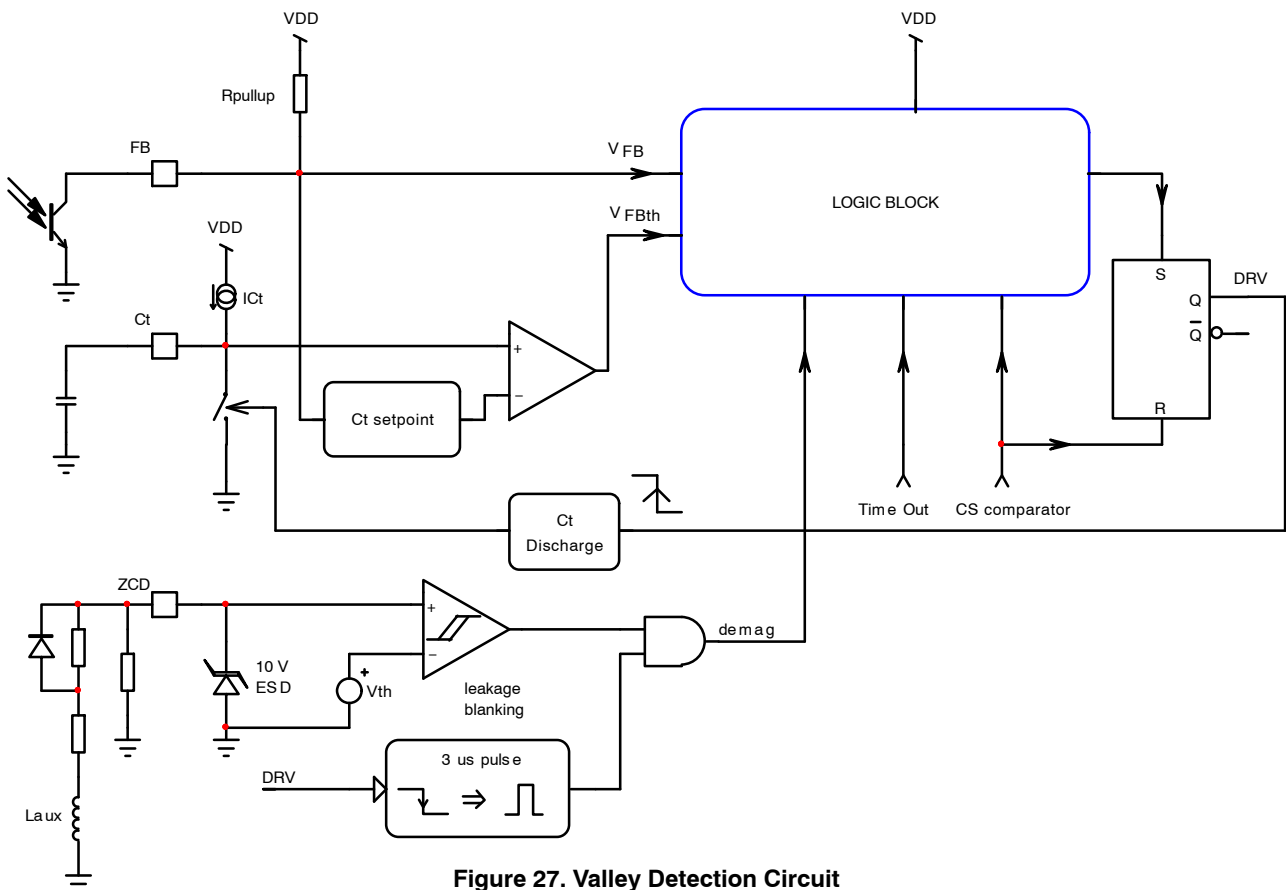 VDD
VDD
Rpullup
FB
V FB
LOGIC BLOCK
V FBth
VDD
ICt
Ct
S
DRV
Q
Q
R
+
−
Ct setpoint
Time Out
CS comparator
Ct
Discharge
ZCD
+
−
demag
10 V
ESD
+
Vth
leakage
blanking
3 us pulse
DRV
⇒
Laux
Figure 27. Valley Detection Circuit